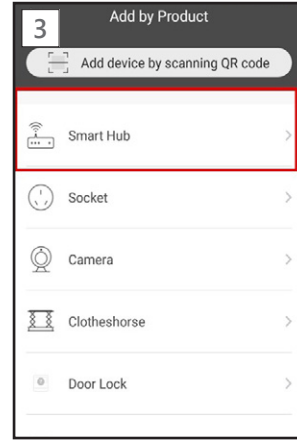 3
Add by Product
Add device by scanning QR code
Smart Hub
Socket
Camera
Clotheshorse
Door Lock